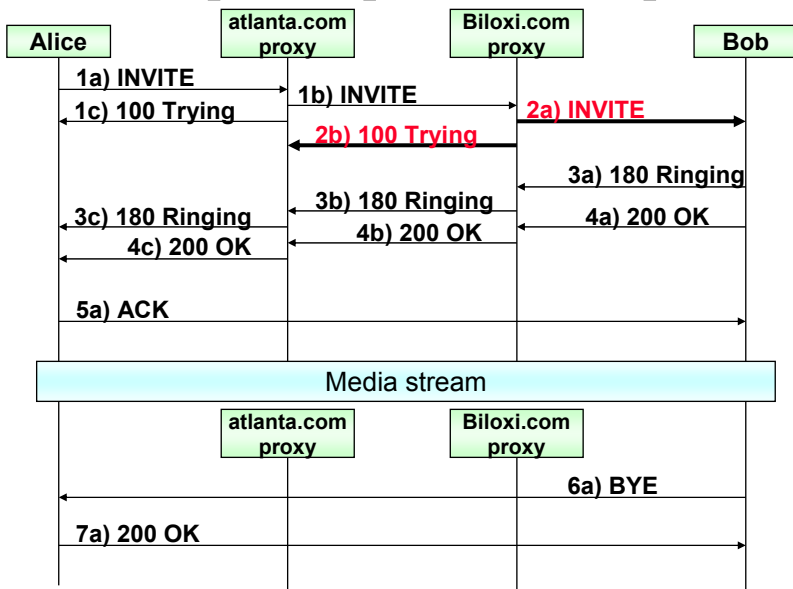 Alice
atlanta.com
proxy
Biloxi.com
proxy
Bob
1a) INVITE
1b) INVITE
1c) 100 Trying
2a) INVITE
2b) 100 Trying
3a) 180 Ringing
3b) 180 Ringing
3c) 180 Ringing
4a) 200 OK
4b) 200 OK
4c) 200 OK
5a) ACK
Media stream
atlanta.com
proxy
Biloxi.com
proxy
6a) BYE
7a) 200 OK